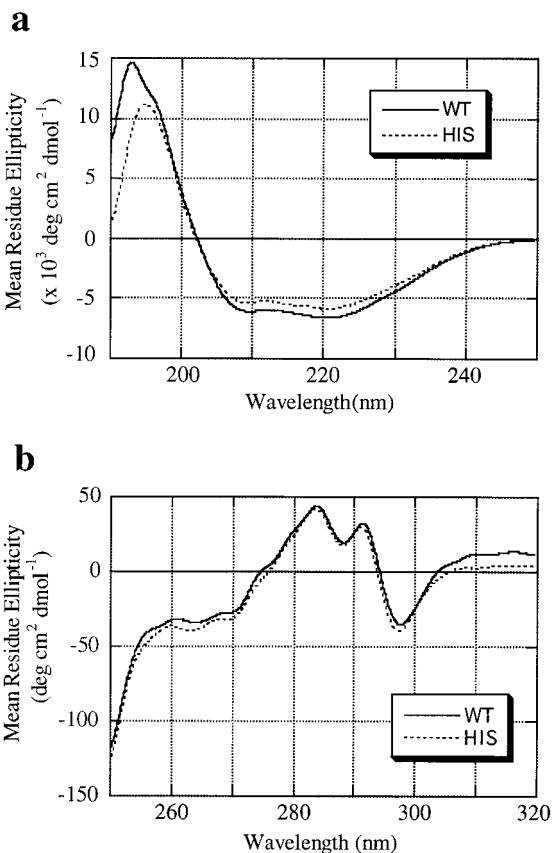 a
Mean Residue Ellipticity
(x 10³ deg cm² dmol⁻¹)
15
10
5
0
-5
-10
WT
HIS
200
220
240
Wavelength(nm)
b
Mean Residue Ellipticity
(deg cm² dmol⁻¹)
50
0
-50
-100
-150
WT
HIS
260
280
300
320
Wavelength (nm)